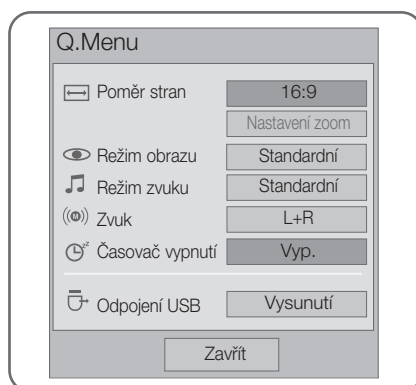 Q.Menu
Poměr stran 16:9
Nastavení zoom
Režim obrazu Standardní
Režim zvuku Standardní
Zvuk L+R
Časovač vypnutí Vyp.
Odpojení USB Vysunutí
Zavřít